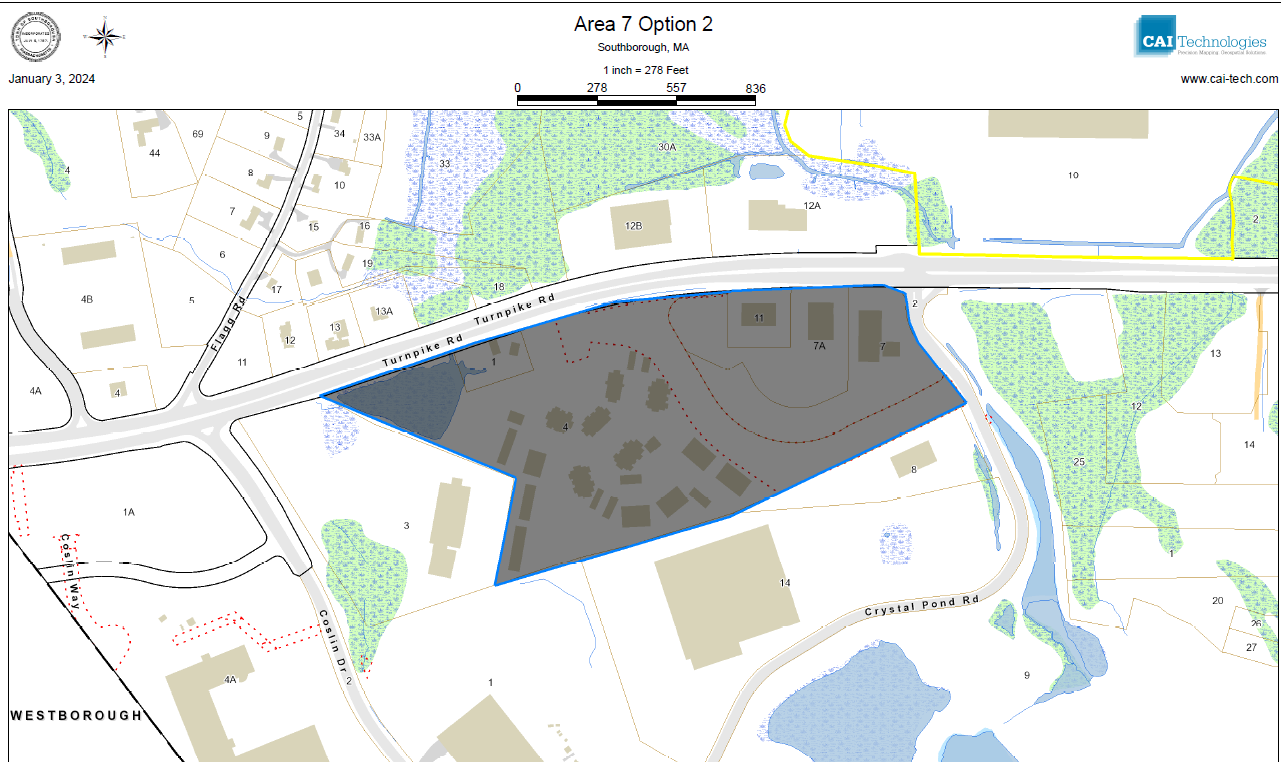 Area 7 Option 2
Southborough, MA
1 inch = 278 Feet
0 278 557 836
January 3, 2024
CAI Technologies
Precision Mapping. Geospatial Solutions.
www.cai-tech.com
TOWN OF SOUTHBOROUGH
INCORPORATED
5
69
9
34
33A
44
33
30A
4
8
10
10
7
12A
15
16
12B
2
6
19
4B
5
17
18
13A
13
12
2
Flagg Rd
Turnpike Rd
Turnpike Rd
11
7A
7
11
1
13
4A
4
12
4
14
25
8
1A
3
1
14
Coslin Way
Crystal Pond Rd
20
26
27
Coslin Dr
2
4A
1
9
WESTBOROUGH